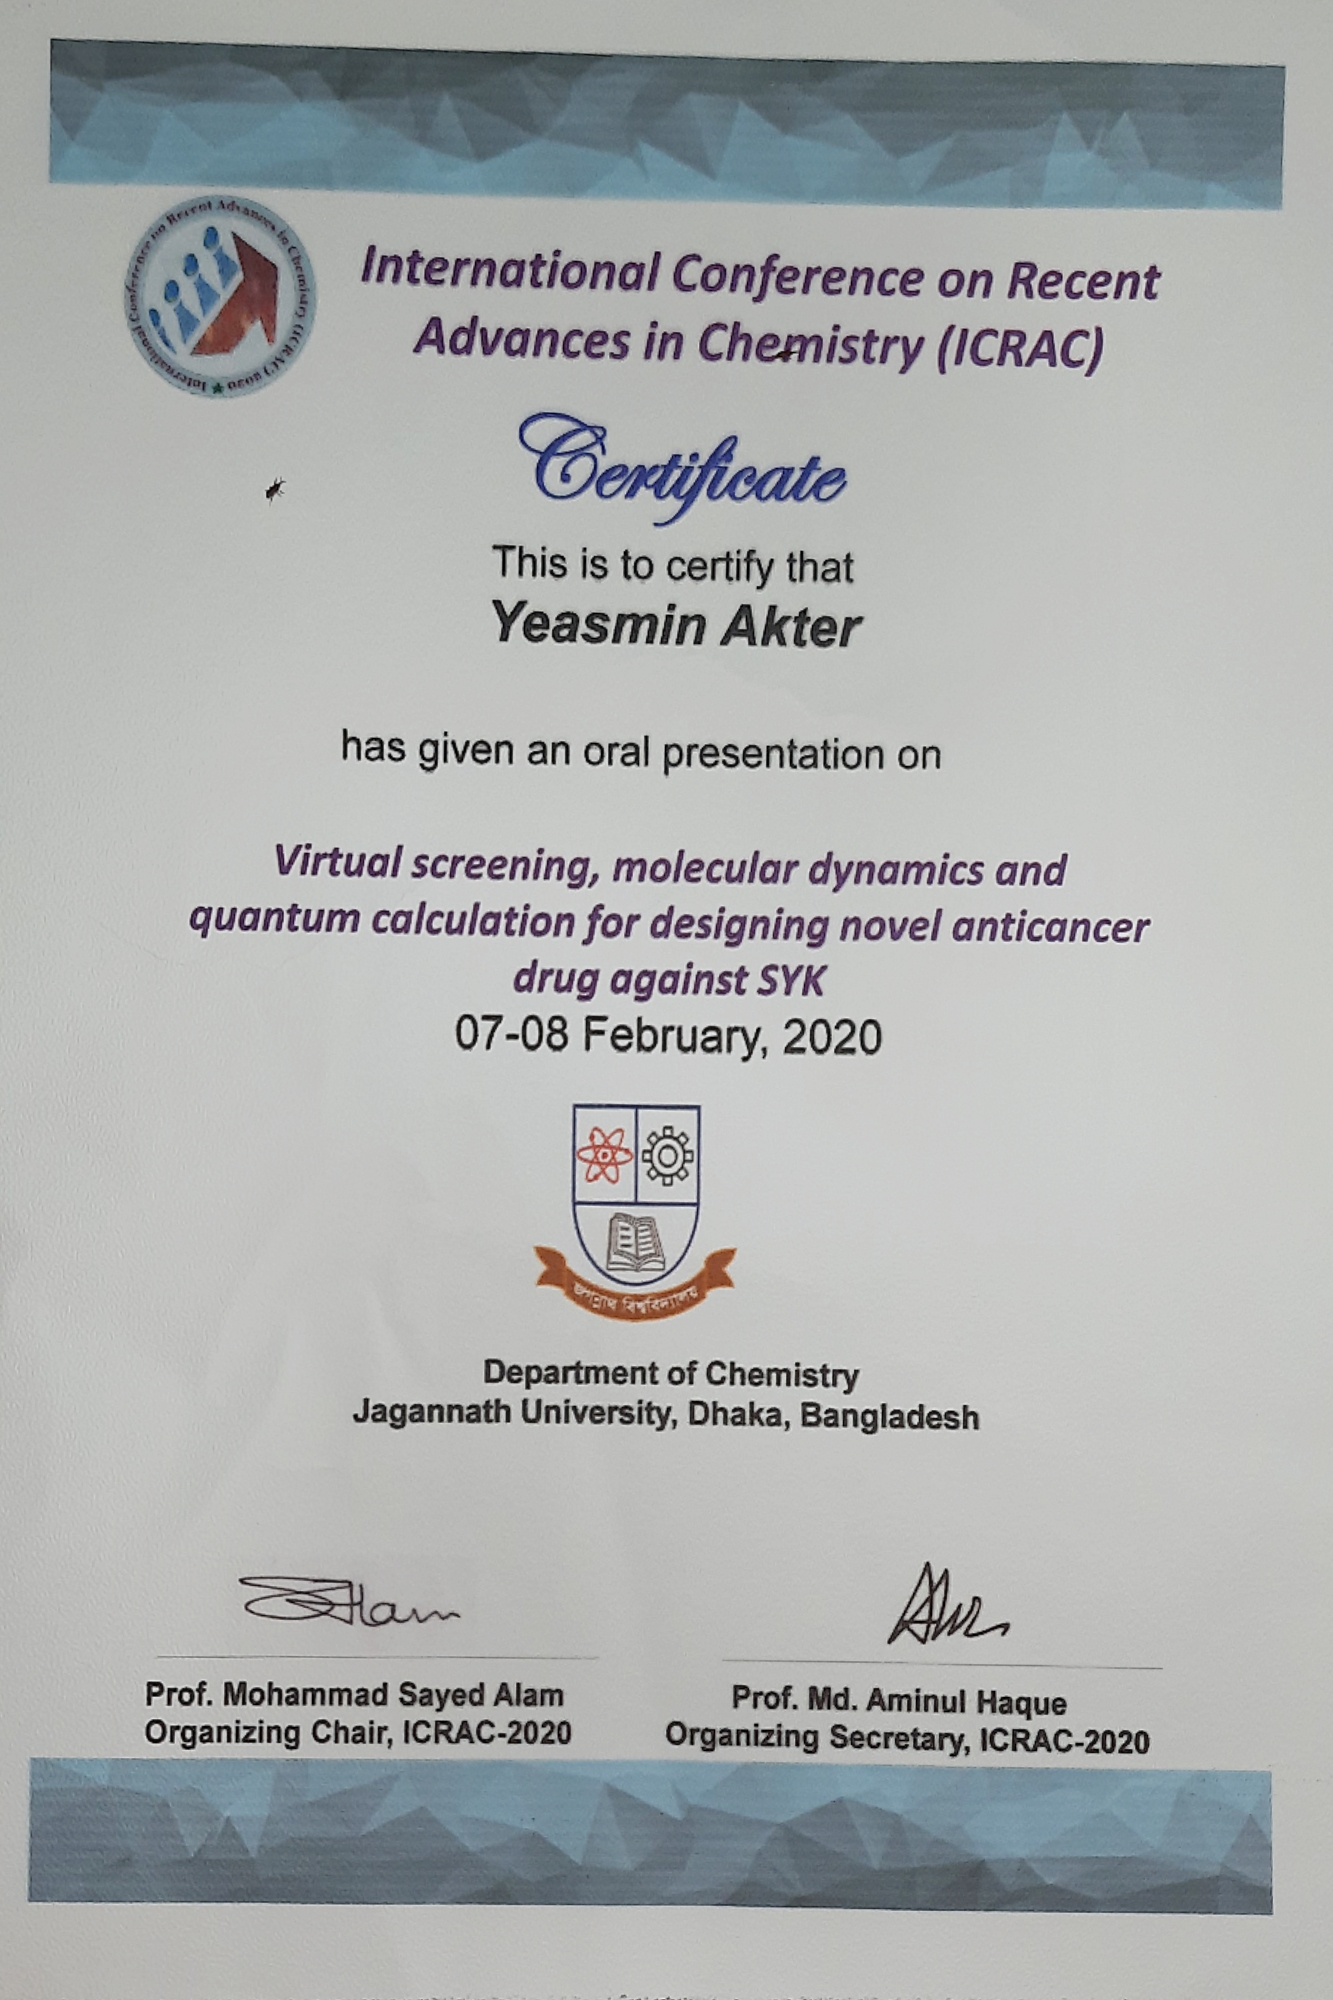 International Conference on Recent Advances in Chemistry (ICRAC) 2020
International Conference on Recent
Advances in Chemistry (ICRAC)
Certificate
This is to certify that
Yeasmin Akter
has given an oral presentation on
Virtual screening, molecular dynamics and
quantum calculation for designing novel anticancer
drug against SYK
07-08 February, 2020
জগন্নাথ বিশ্ববিদ্যালয়
Department of Chemistry
Jagannath University, Dhaka, Bangladesh
Prof. Mohammad Sayed Alam
Organizing Chair, ICRAC-2020
Prof. Md. Aminul Haque
Organizing Secretary, ICRAC-2020